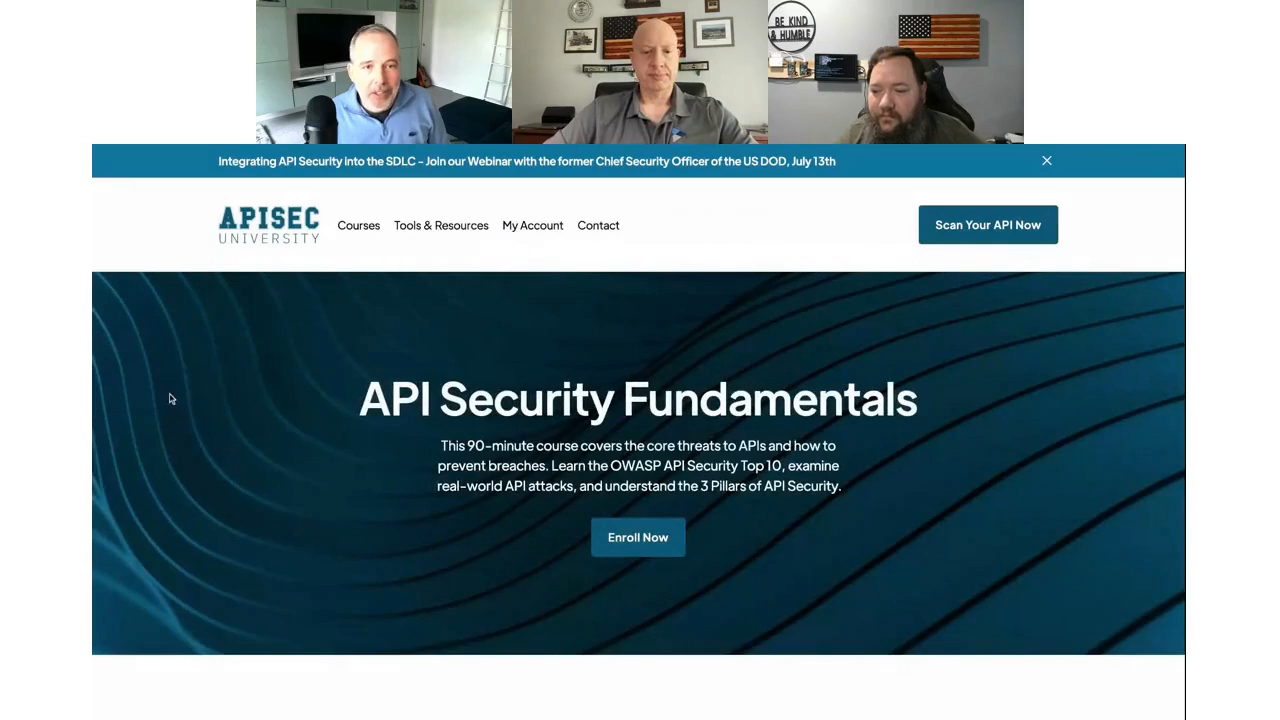 BE KIND
& HUMBLE
Integrating API Security into the SDLC - Join our Webinar with the former Chief Security Officer of the US DOD, July 13th
APISEC
UNIVERSITY
Courses
Tools & Resources
My Account
Contact
Scan Your API Now
API Security Fundamentals
This 90-minute course covers the core threats to APIs and how to
prevent breaches. Learn the OWASP API Security Top 10, examine
real-world API attacks, and understand the 3 Pillars of API Security.
Enroll Now